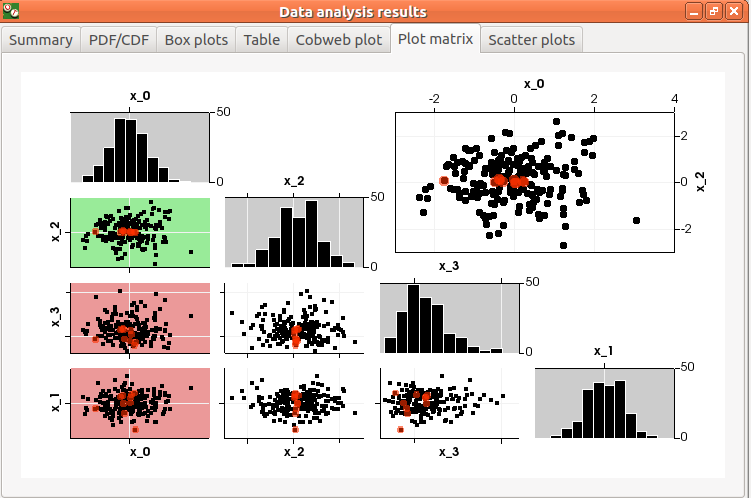 Data analysis results
Summary PDF/CDF Box plots Table Cobweb plot Plot matrix Scatter plots
x_0
x_0
-2 0 2 4
50
0
2
0
-2
x_2
x_2
50
0
x_2
x_3
50
0
x_3
x_1
50
0
x_1
x_0 x_2 x_3